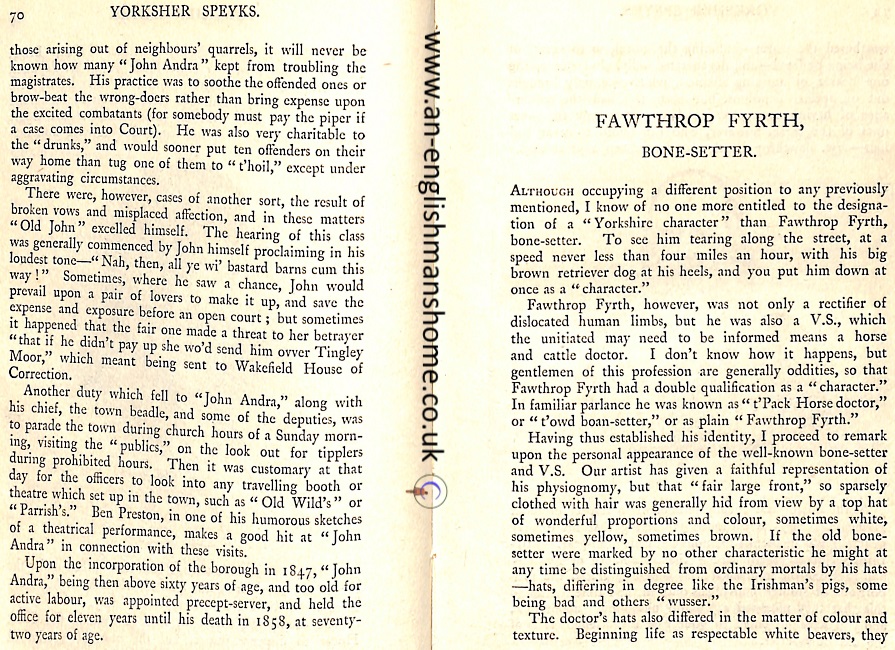 70 YORKSHER SPEYKS.
those arising out of neighbours' quarrels, it will never be
known how many “John Andra” kept from troubling the
magistrates. His practice was to soothe the offended ones or
brow-beat the wrong-doers rather than bring expense upon
the excited combatants (for somebody must pay the piper if
a case comes into Court). He was also very charitable to
the “drunks,” and would sooner put ten offenders on their
way home than tug one of them to “t'hoil,” except under
aggravating circumstances.
There were, however, cases of another sort, the result of
broken vows and misplaced affection, and in these matters
“Old John” excelled himself. The hearing of this class
was generally commenced by John himself proclaiming in his
loudest tone—“Nah, then, all ye wi' bastard barns cum this
way!” Sometimes, where he saw a chance, John would
prevail upon a pair of lovers to make it up, and save the
expense and exposure before an open court; but sometimes
it happened that the fair one made a threat to her betrayer
“that if he didn't pay up she wo'd send him ovver Tingley
Moor,” which meant being sent to Wakefield House of
Correction.
Another duty which fell to “John Andra,” along with
his chief, the town beadle, and some of the deputies, was
to parade the town during church hours of a Sunday morn-
ing, visiting the “publics,” on the look out for tipplers
during prohibited hours. Then it was customary at that
day for the officers to look into any travelling booth or
theatre which set up in the town, such as “Old Wild's” or
“Parrish's.” Ben Preston, in one of his humorous sketches
of a theatrical performance, makes a good hit at “John
Andra” in connection with these visits.
Upon the incorporation of the borough in 1847, “John
Andra,” being then above sixty years of age, and too old for
active labour, was appointed precept-server, and held the
office for eleven years until his death in 1858, at seventy-
two years of age.
www.an-englishmanshome.co.uk
FAWTHROP FYRTH,
BONE-SETTER.
ALTHOUGH occupying a different position to any previously
mentioned, I know of no one more entitled to the designa-
tion of a “Yorkshire character” than Fawthrop Fyrth,
bone-setter. To see him tearing along the street, at a
speed never less than four miles an hour, with his big
brown retriever dog at his heels, and you put him down at
once as a “character.”
Fawthrop Fyrth, however, was not only a rectifier of
dislocated human limbs, but he was also a V.S., which
the unitiated may need to be informed means a horse
and cattle doctor. I don't know how it happens, but
gentlemen of this profession are generally oddities, so that
Fawthrop Fyrth had a double qualification as a “character.”
In familiar parlance he was known as “t'Pack Horse doctor,”
or “t'owd boan-setter,” or as plain “Fawthrop Fyrth.”
Having thus established his identity, I proceed to remark
upon the personal appearance of the well-known bone-setter
and V.S. Our artist has given a faithful representation of
his physiognomy, but that “fair large front,” so sparsely
clothed with hair was generally hid from view by a top hat
of wonderful proportions and colour, sometimes white,
sometimes yellow, sometimes brown. If the old bone-
setter were marked by no other characteristic he might at
any time be distinguished from ordinary mortals by his hats
—hats, differing in degree like the Irishman's pigs, some
being bad and others “wusser.”
The doctor's hats also differed in the matter of colour and
texture. Beginning life as respectable white beavers, they